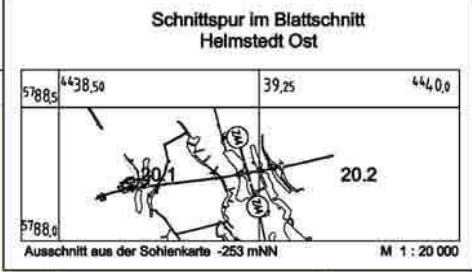 Schnittspur im Blattschnitt
Helmstedt Ost
4438,50 39,25 4440,0
5788,5
20.1 20.2
5788,0
Ausschnitt aus der Sohlenkarte -253 mNN M 1 : 20 000